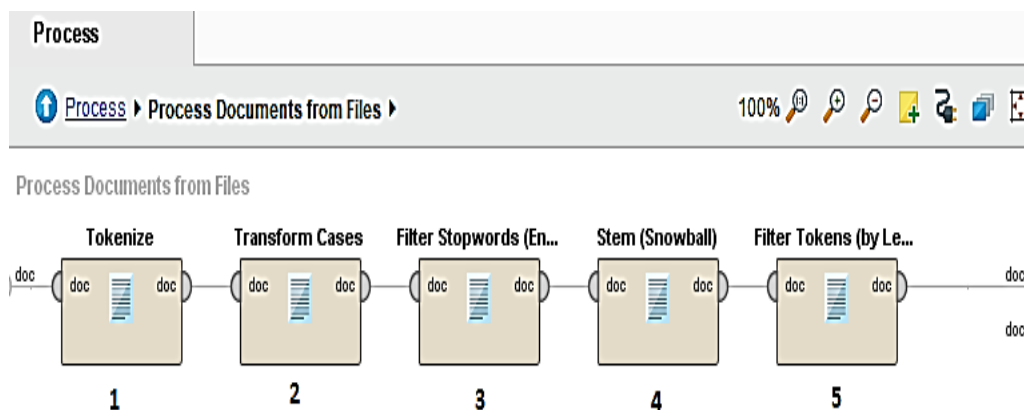 Process
Process Process Documents from Files
100%
Process Documents from Files
Tokenize Transform Cases Filter Stopwords (En... Stem (Snowball) Filter Tokens (by Le...
doc doc doc doc doc doc doc doc doc doc doc doc
doc
1 2 3 4 5